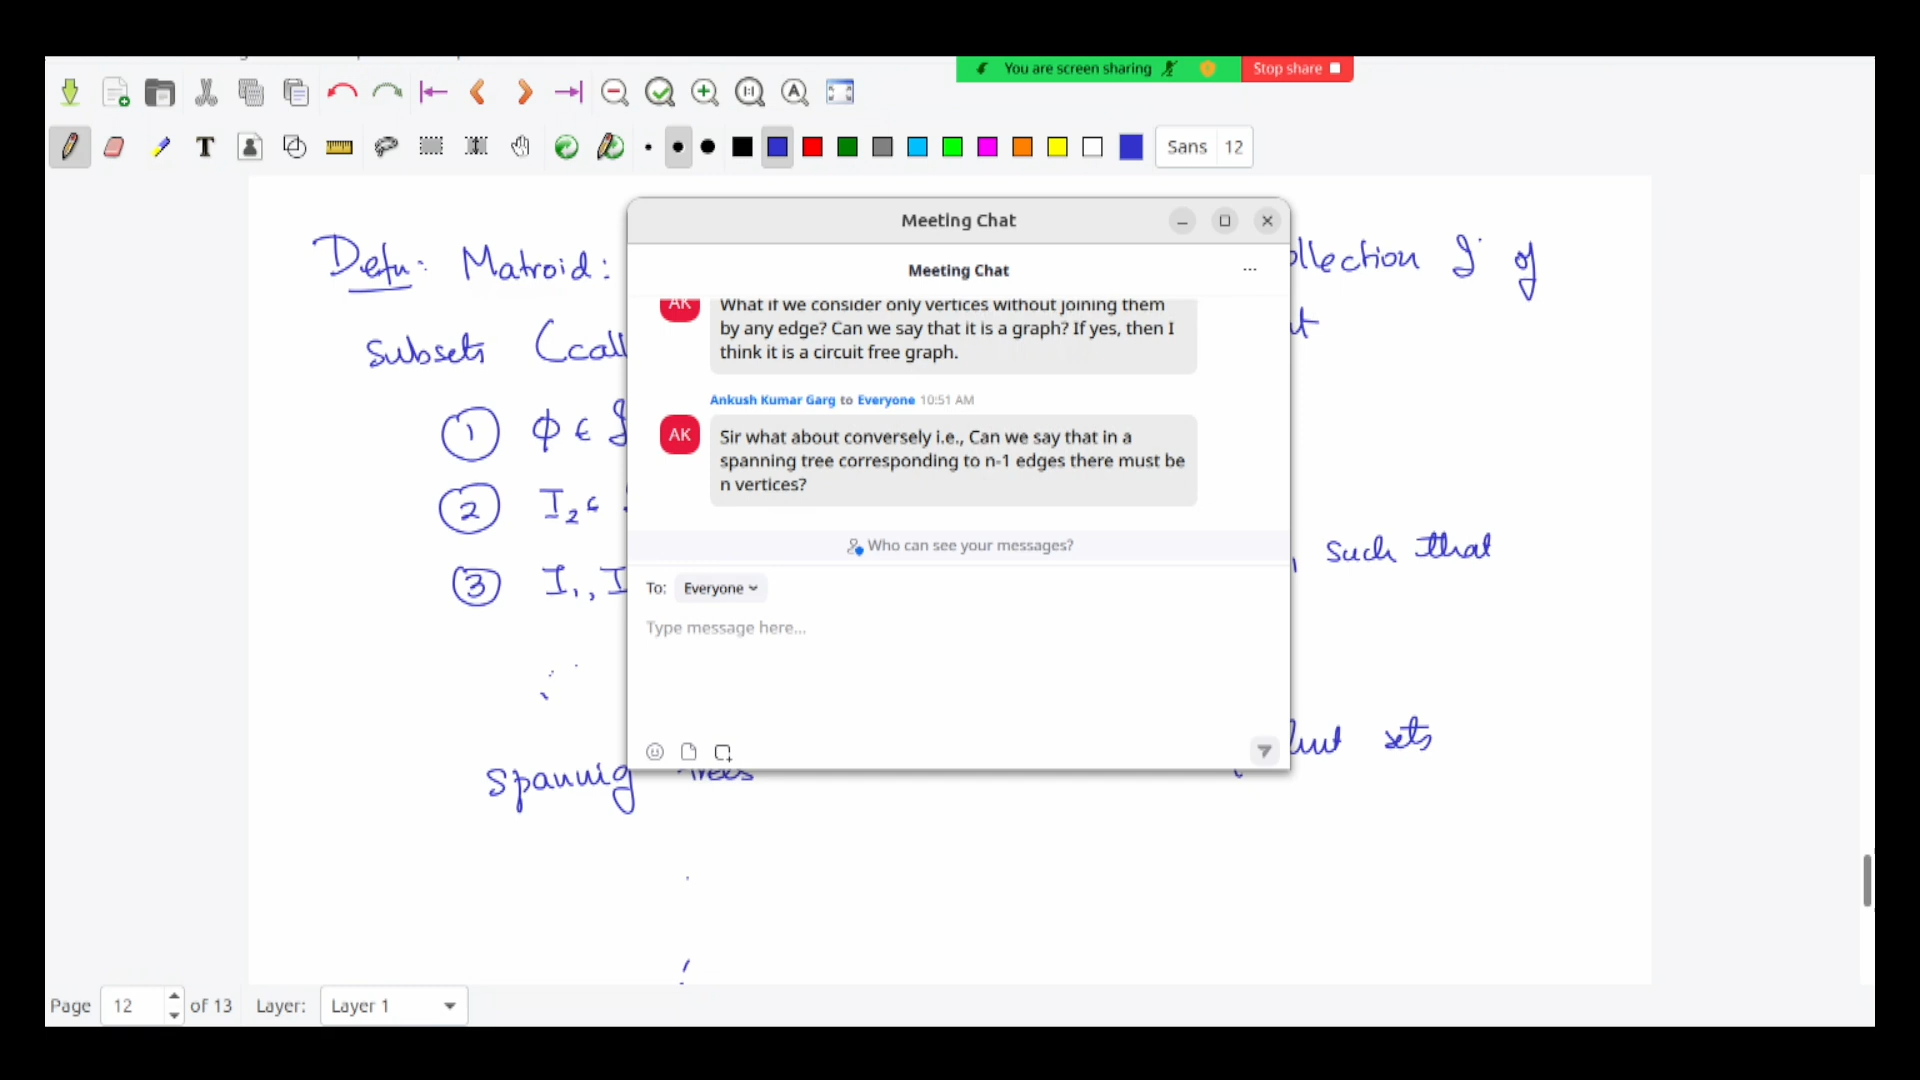 You are screen sharing
Stop share
Sans 12
Defn: Matroid: ollection I of
subsets (call
① ϕ ∈ I
② I₂ ∈
③ I₁, I , such that
spanning trees sets
Meeting Chat
Meeting Chat
...
AK
What if we consider only vertices without joining them
by any edge? Can we say that it is a graph? If yes, then I
think it is a circuit free graph.
Ankush Kumar Garg to Everyone 10:51 AM
AK
Sir what about conversely i.e., Can we say that in a
spanning tree corresponding to n-1 edges there must be
n vertices?
Who can see your messages?
To: Everyone
Type message here...
Page 12 of 13 Layer: Layer 1